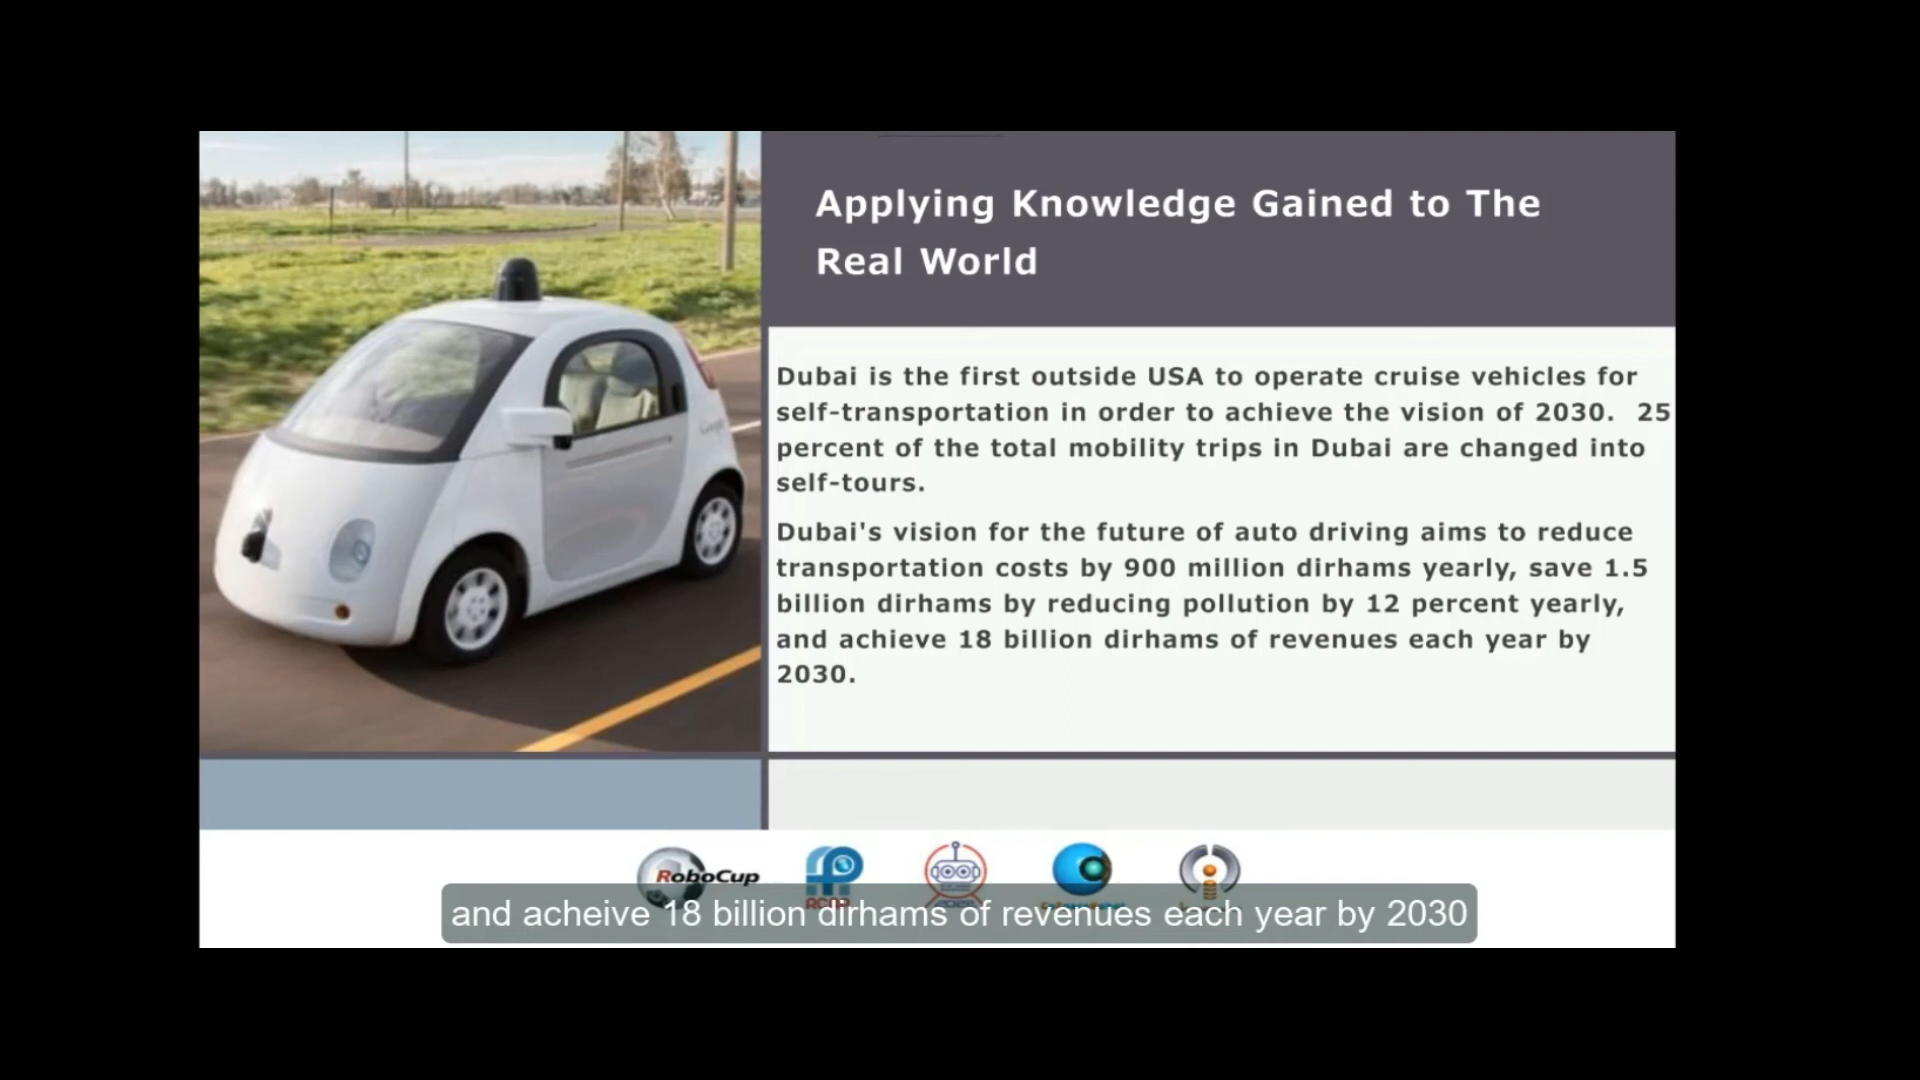 Applying Knowledge Gained to The
Real World
Dubai is the first outside USA to operate cruise vehicles for
self-transportation in order to achieve the vision of 2030. 25
percent of the total mobility trips in Dubai are changed into
self-tours.
Dubai's vision for the future of auto driving aims to reduce
transportation costs by 900 million dirhams yearly, save 1.5
billion dirhams by reducing pollution by 12 percent yearly,
and achieve 18 billion dirhams of revenues each year by
2030.
RoboCup
and acheive 18 billion dirhams of revenues each year by 2030